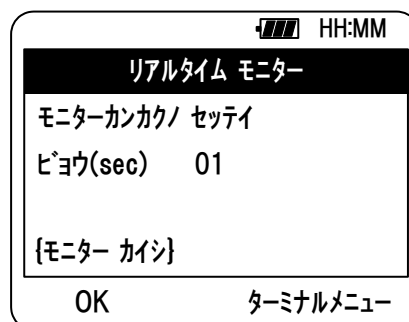 HH:MM
リアルタイム モニター
モニターカンカクノ セッテイ
ビョウ(sec) 01
{モニター カイシ}
OK ターミナルメニュー